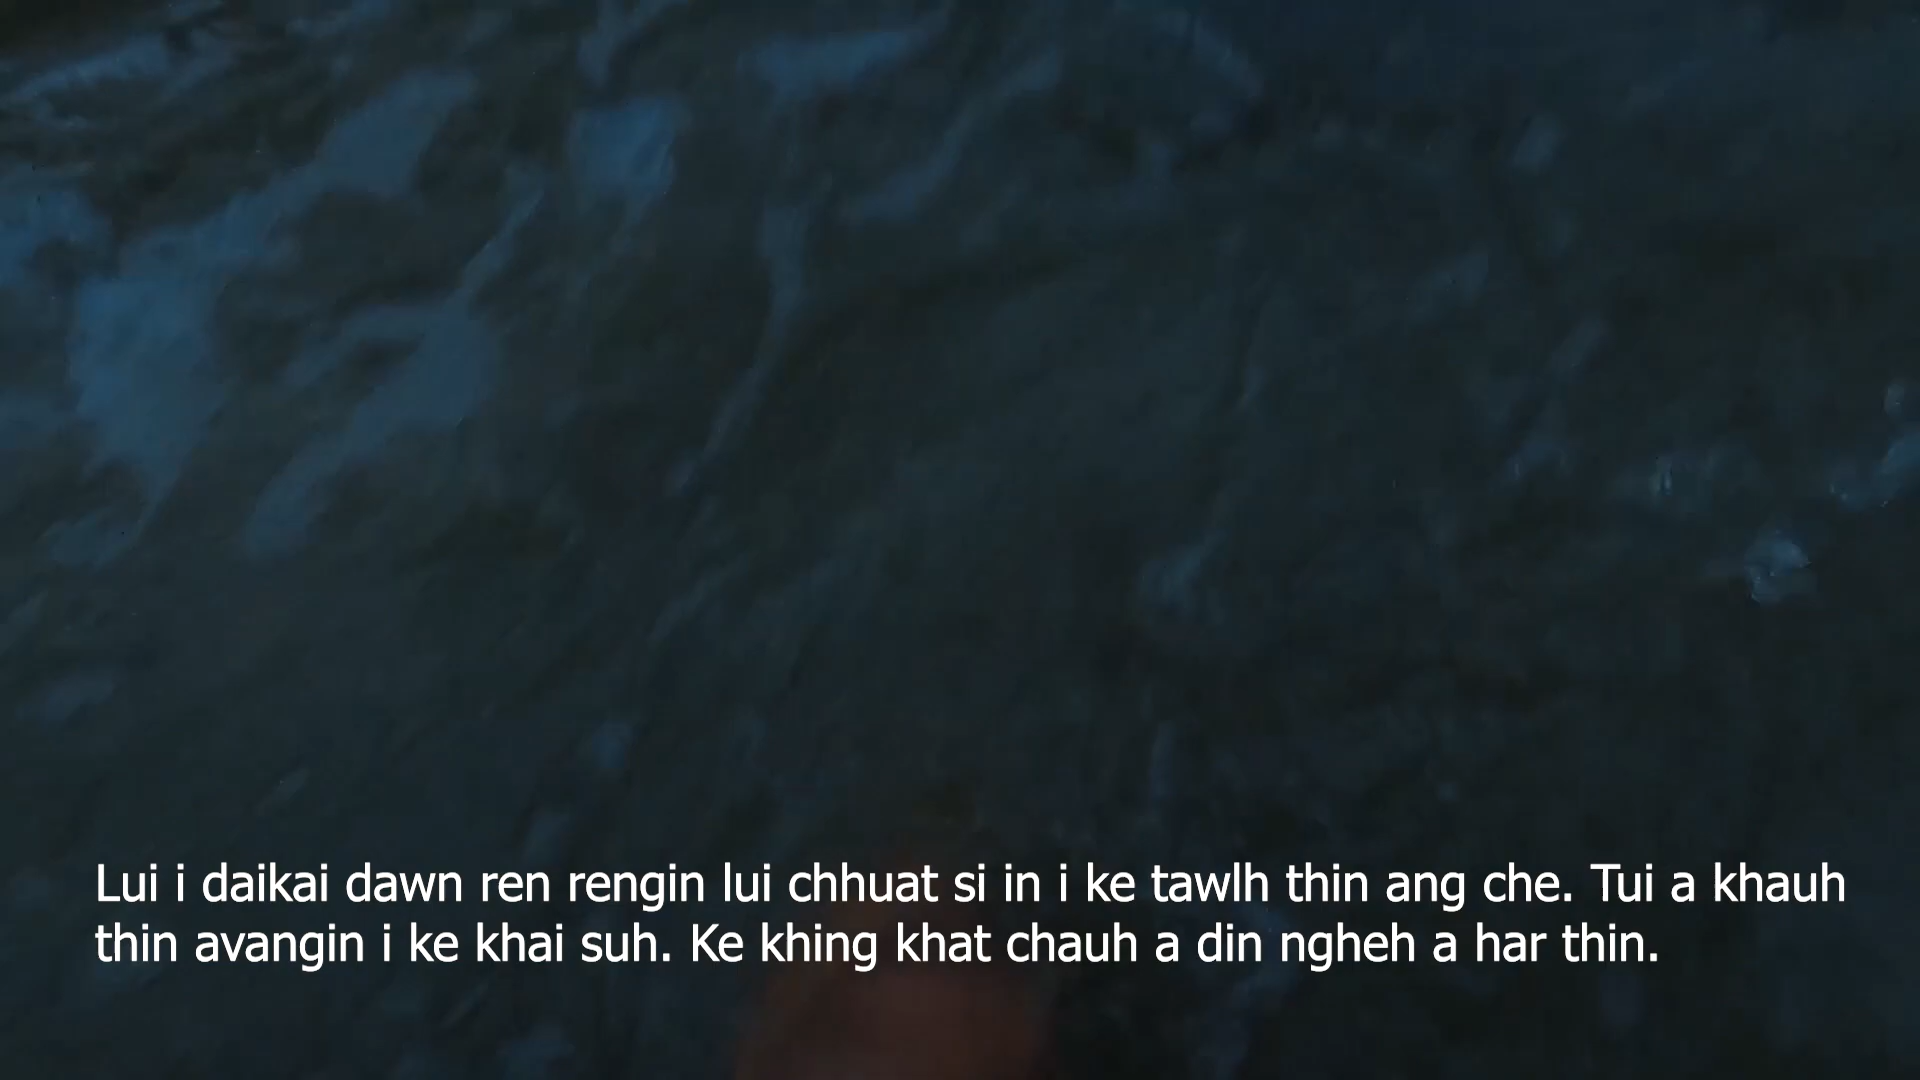 Lui i daikai dawn ren rengin lui chhuat si in i ke tawlh thin ang che. Tui a khauh
thin avangin i ke khai suh. Ke khing khat chauh a din ngheh a har thin.